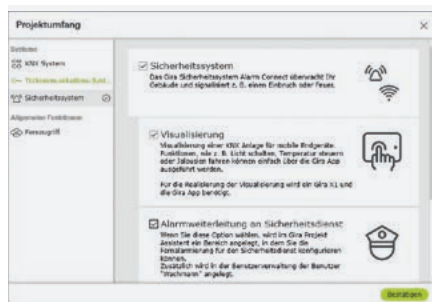 Projektumfang
Systeme
KNX System
Sicherheitssystem
Allgemeine Funktionen
Fernzugriff
Sicherheitssystem
Das Gira Sicherheitssystem Alarm Connect überwacht Ihr
Gebäude und signalisiert z. B. einen Einbruch oder Feuer.
Visualisierung
Visualisierung einer KNX Anlage für mobile Endgeräte.
Funktionen, wie z. B. Licht schalten, Temperatur steuern
oder Jalousien fahren können einfach über die Gira App
ausgeführt werden.
Für die Realisierung der Visualisierung wird ein Gira X1 und
die Gira App benötigt.
Alarmweiterleitung an Sicherheitsdienst
Wenn Sie diese Option wählen, wird im Gira Projekt
Assistent ein Bereich angelegt, in dem Sie die
Fernalarmierung für den Sicherheitsdienst konfigurieren
können.
Zusätzlich wird in der Benutzerverwaltung der Benutzer
"Wachmann" angelegt.
Bestätigen